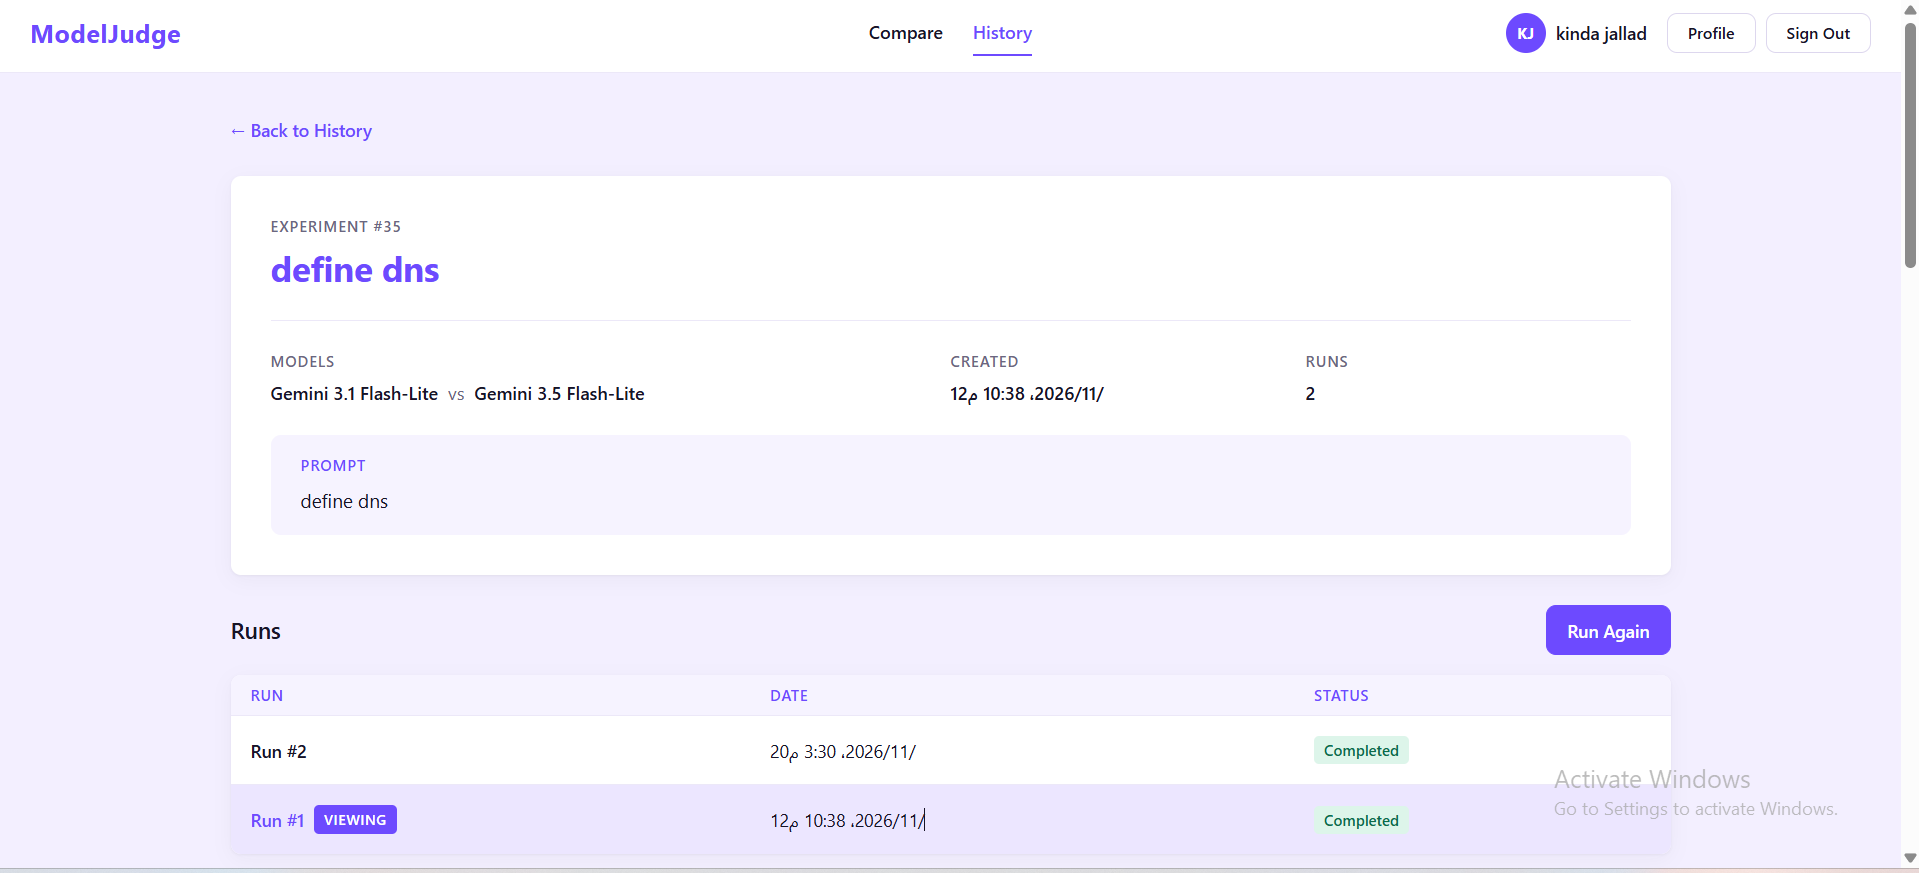 ModelJudge
Compare
History
KJ
kinda jallad
Profile
Sign Out
← Back to History
EXPERIMENT #35
define dns
MODELS
Gemini 3.1 Flash-Lite vs Gemini 3.5 Flash-Lite
CREATED
12م 10:38 ،2026/11/
RUNS
2
PROMPT
define dns
Runs
Run Again
RUN
DATE
STATUS
Run #2
20م 3:30 ،2026/11/
Completed
Run #1
VIEWING
12م 10:38 ،2026/11/
Completed
Activate Windows
Go to Settings to activate Windows.